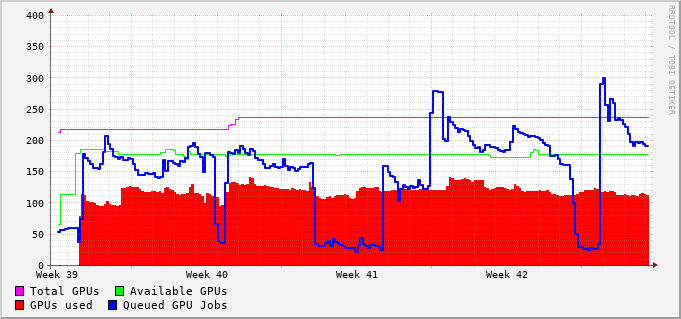 400
350
300
250
200
150
100
50
0
Week 39 Week 40 Week 41 Week 42
Total GPUs Available GPUs
GPUs used Queued GPU Jobs
RRDTOOL / TOBI OETIKER